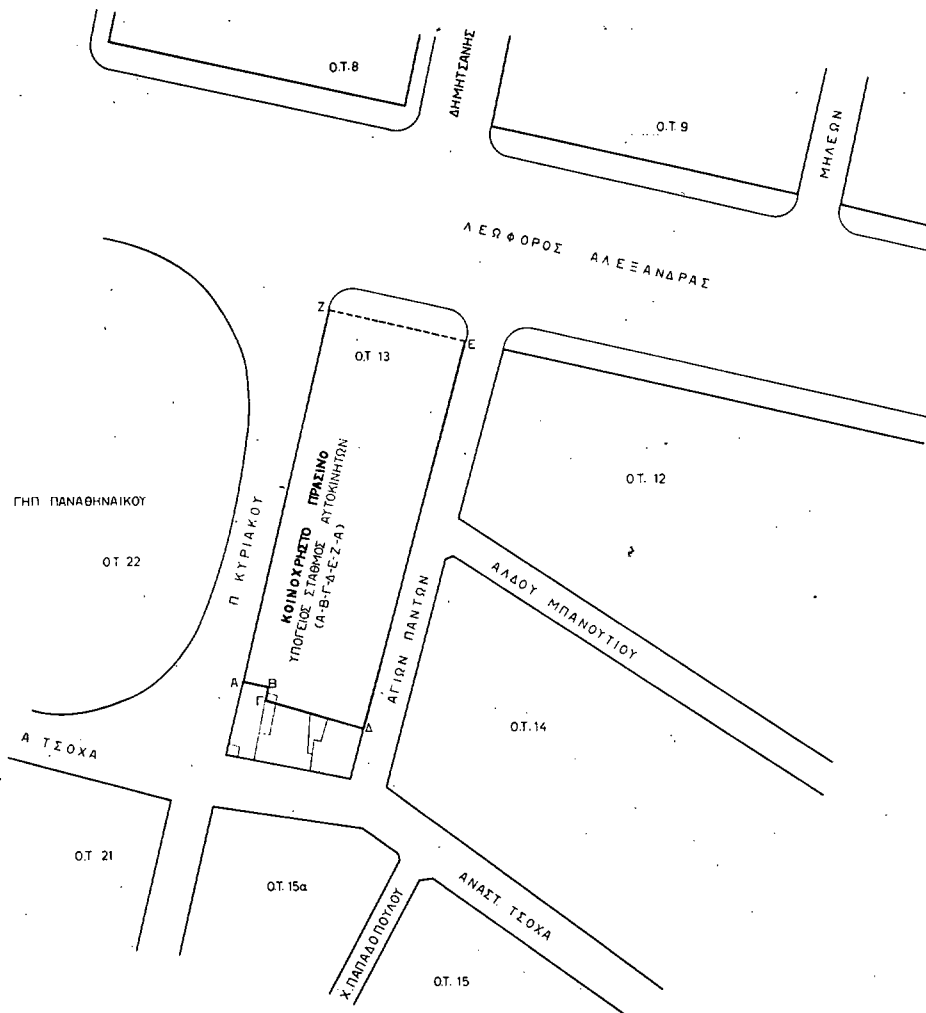 Ο.Τ.8
ΔΗΜΗΤΣΑΝΗΣ
Ο.Τ.9
ΜΗΛΕΩΝ
ΛΕΩΦΟΡΟΣ ΑΛΕΞΑΝΔΡΑΣ
Ζ
Ε
Ο.Τ 13
Ο Τ. 12
ΓΗΠ ΠΑΝΑΘΗΝΑΙΚΟΥ
Ο Τ 22
Π ΚΥΡΙΑΚΟΥ
ΚΟΙΝΟΧΡΗΣΤΟ ΠΡΑΣΙΝΟ
ΥΠΟΓΕΙΟΣ ΣΤΑΘΜΟΣ ΑΥΤΟΚΙΝΗΤΩΝ
(Α-Β-Γ-Δ-Ε-Ζ-Α)
ΑΓΙΩΝ ΠΑΝΤΩΝ
ΑΛΔΟΥ ΜΠΑΝΟΥΤΙΟΥ
Α
Β
Γ
Δ
Ο.Τ.14
Α ΤΣΟΧΑ
Ο.Τ 21
Ο.Τ. 15α
Χ.ΠΑΠΑΔΟΠΟΥΛΟΥ
ΑΝΑΣΤ. ΤΣΟΧΑ
Ο.Τ. 15